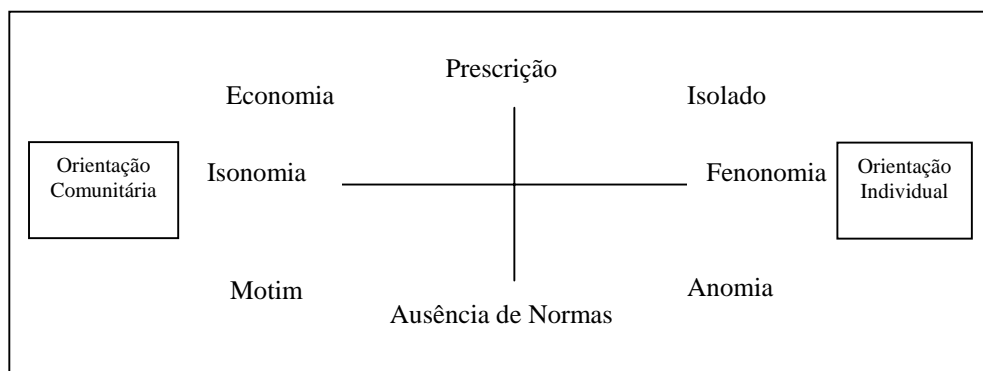 Prescrição
Economia
Isolado
Orientação
Comunitária
Isonomia
Fenonomia
Orientação
Individual
Motim
Anomia
Ausência de Normas